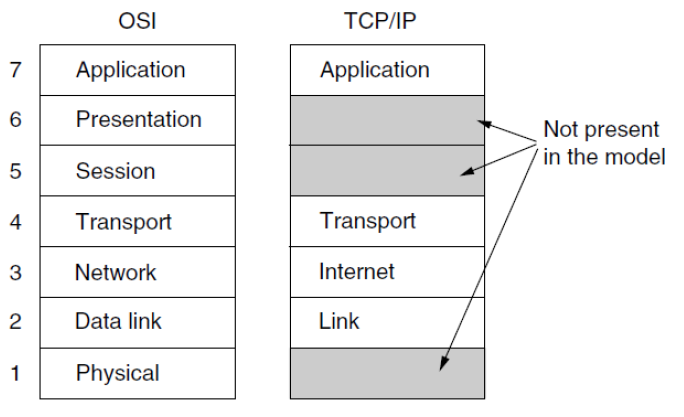 OSI TCP/IP
7 Application Application
6 Presentation
5 Session
4 Transport Transport
3 Network Internet
2 Data link Link
1 Physical
Not present
in the model